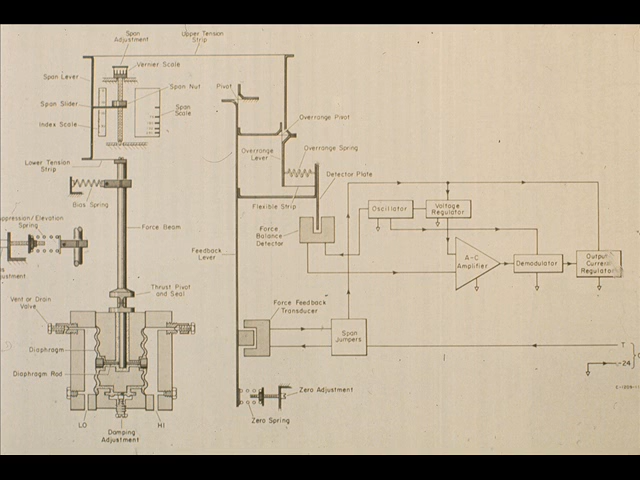 Span
Adjustment
Upper Tension
Strip
Vernier Scale
Span Lever
Span Nut
Pivot
Span Slider
Span
Scale
Index Scale
Overrange Pivot
Lower Tension
Strip
Overrange
Lever
Overrange Spring
Detector Plate
Bias Spring
Flexible Strip
Oscillator
Voltage
Regulator
Suppression/Elevation
Spring
Force Beam
Force
Balance
Detector
Feedback
Lever
A-C
Amplifier
Demodulator
Output
Current
Regulator
Thrust Pivot
and Seal
Vent or Drain
Valve
Force Feedback
Transducer
Span
Jumpers
T
-24
Diaphragm
Diaphragm Rod
Zero Adjustment
Zero Spring
LO
HI
Damping
Adjustment